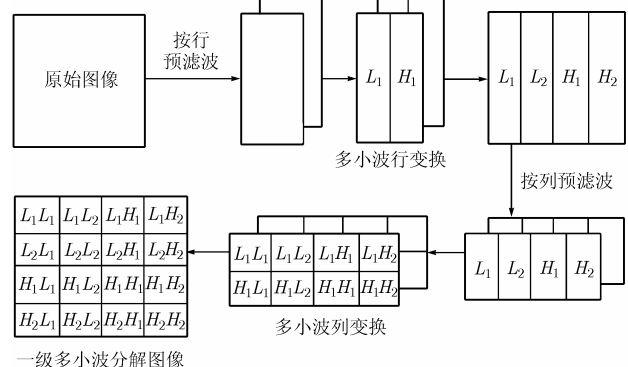 原始图像
按行
预滤波
L₁ H₁
多小波行变换
L₁ L₂ H₁ H₂
按列预滤波
L₁ L₂ H₁ H₂
L₁L₁ L₁L₂ L₁H₁ L₁H₂
H₁L₁ H₁L₂ H₁H₁ H₁H₂
多小波列变换
L₁L₁ L₁L₂ L₁H₁ L₁H₂
L₂L₁ L₂L₂ L₂H₁ L₂H₂
H₁L₁ H₁L₂ H₁H₁ H₁H₂
H₂L₁ H₂L₂ H₂H₁ H₂H₂
一级多小波分解图像